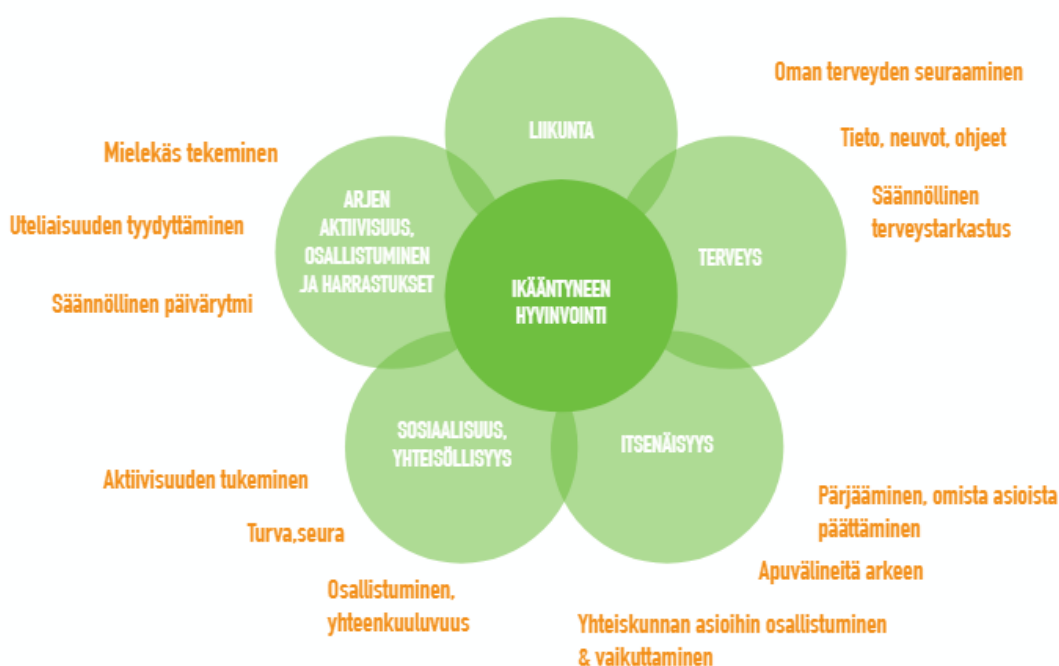 LIIKUNTA
Oman terveyden seuraaminen
Tieto, neuvot, ohjeet
Säännöllinen
terveystarkastus
TERVEYS
Mielekäs tekeminen
Uteliaisuuden tyydyttäminen
Säännöllinen päivärytmi
ARJEN
AKTIIVISUUS,
OSALLISTUMINEN
JA HARRASTUKSET
IKÄÄNTYNEEN
HYVINVOINTI
SOSIAALISUUS,
YHTEISÖLLISYYS
ITSENÄISYYS
Aktiivisuuden tukeminen
Turva,seura
Osallistuminen,
yhteenkuuluvuus
Pärjääminen, omista asioista
päättäminen
Apuvälineitä arkeen
Yhteiskunnan asioihin osallistuminen
& vaikuttaminen